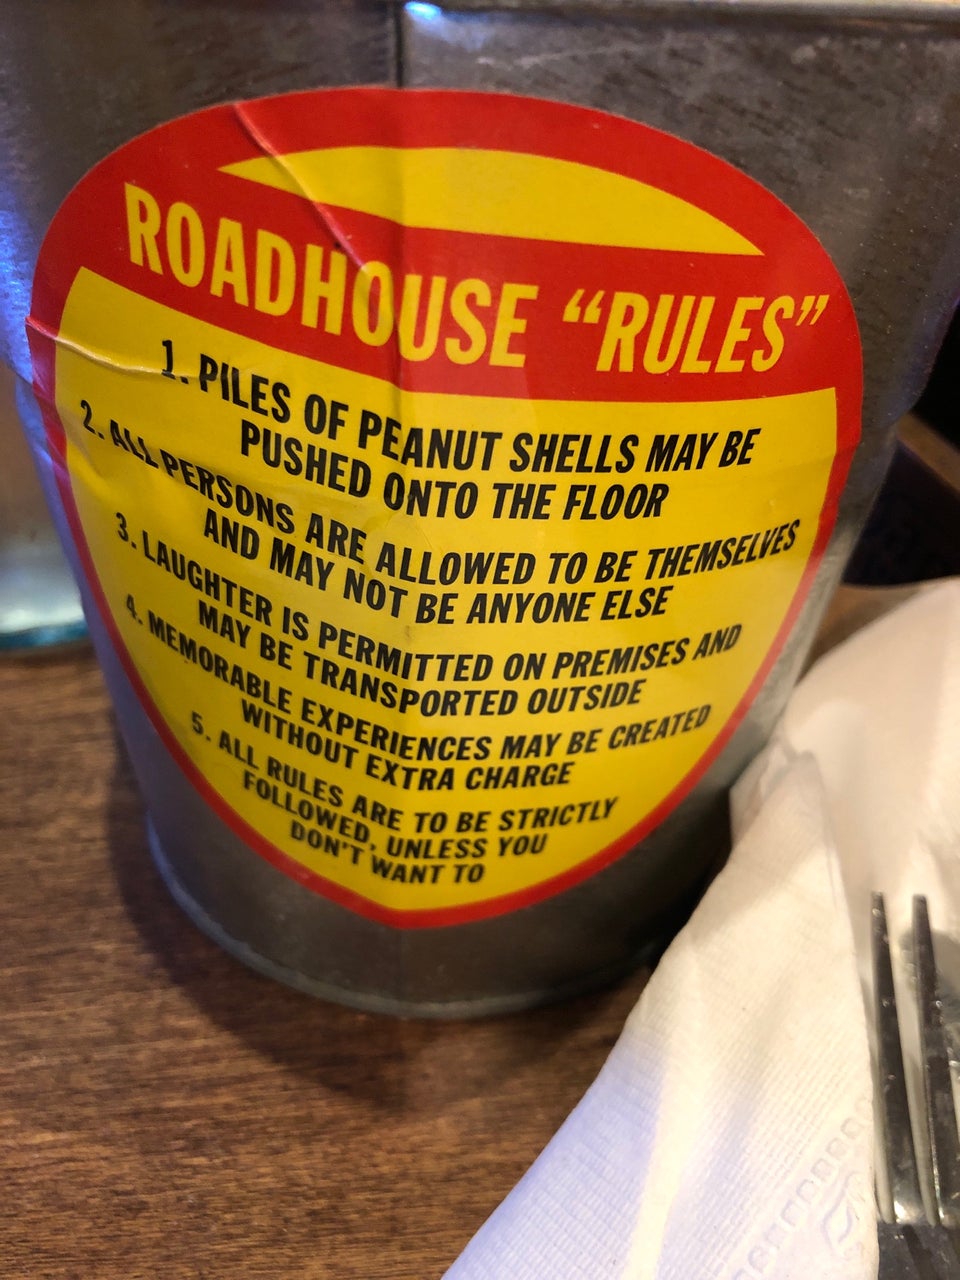 ROADHOUSE “RULES”
1. PILES OF PEANUT SHELLS MAY BE
PUSHED ONTO THE FLOOR
2. ALL PERSONS ARE ALLOWED TO BE THEMSELVES
AND MAY NOT BE ANYONE ELSE
3. LAUGHTER IS PERMITTED ON PREMISES AND
MAY BE TRANSPORTED OUTSIDE
4. MEMORABLE EXPERIENCES MAY BE CREATED
WITHOUT EXTRA CHARGE
5. ALL RULES ARE TO BE STRICTLY
FOLLOWED, UNLESS YOU
DON'T WANT TO